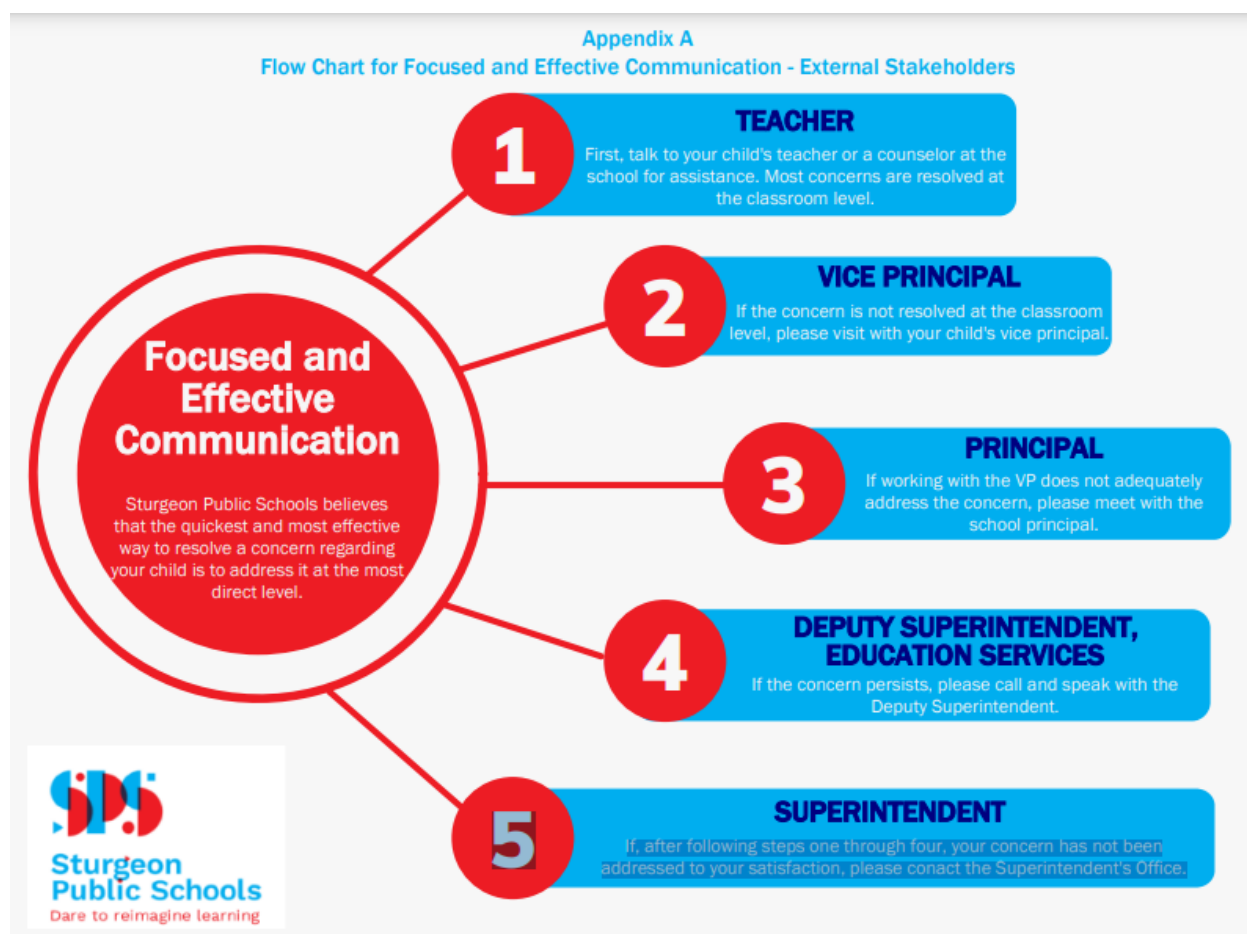 Appendix A
Flow Chart for Focused and Effective Communication - External Stakeholders
1
TEACHER
First, talk to your child's teacher or a counselor at the
school for assistance. Most concerns are resolved at
the classroom level.
2
VICE PRINCIPAL
If the concern is not resolved at the classroom
level, please visit with your child's vice principal.
Focused and
Effective
Communication
Sturgeon Public Schools believes
that the quickest and most effective
way to resolve a concern regarding
your child is to address it at the most
direct level.
3
PRINCIPAL
If working with the VP does not adequately
address the concern, please meet with the
school principal.
4
DEPUTY SUPERINTENDENT,
EDUCATION SERVICES
If the concern persists, please call and speak with the
Deputy Superintendent.
5
SUPERINTENDENT
If, after following steps one through four, your concern has not been
addressed to your satisfaction, please conact the Superintendent's Office.
SPS
Sturgeon
Public Schools
Dare to reimagine learning